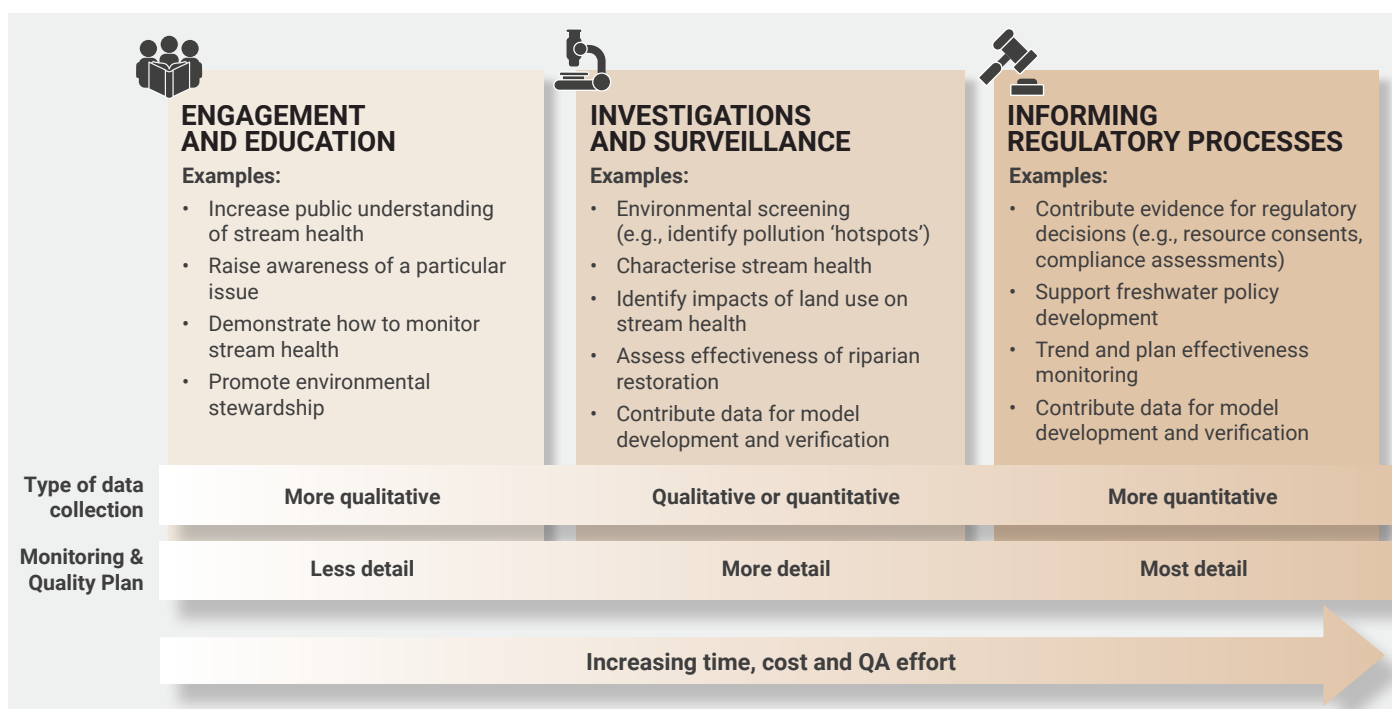 ENGAGEMENT
AND EDUCATION
Examples:
• Increase public understanding
of stream health
• Raise awareness of a particular
issue
• Demonstrate how to monitor
stream health
• Promote environmental
stewardship
INVESTIGATIONS
AND SURVEILLANCE
Examples:
• Environmental screening
(e.g., identify pollution ‘hotspots’)
• Characterise stream health
• Identify impacts of land use on
stream health
• Assess effectiveness of riparian
restoration
• Contribute data for model
development and verification
INFORMING
REGULATORY PROCESSES
Examples:
• Contribute evidence for regulatory
decisions (e.g., resource consents,
compliance assessments)
• Support freshwater policy
development
• Trend and plan effectiveness
monitoring
• Contribute data for model
development and verification
Type of data
collection
More qualitative
Qualitative or quantitative
More quantitative
Monitoring &
Quality Plan
Less detail
More detail
Most detail
Increasing time, cost and QA effort